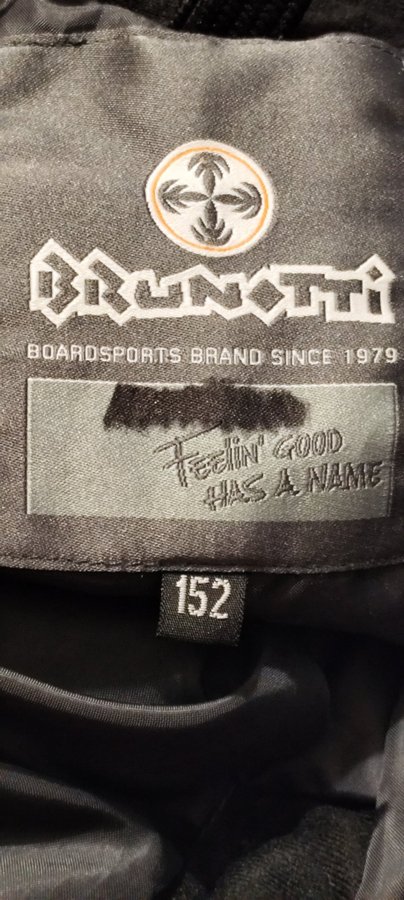 BRUNOTTI
BOARDSPORTS BRAND SINCE 1979
Feelin' GOOD
HAS A NAME
152